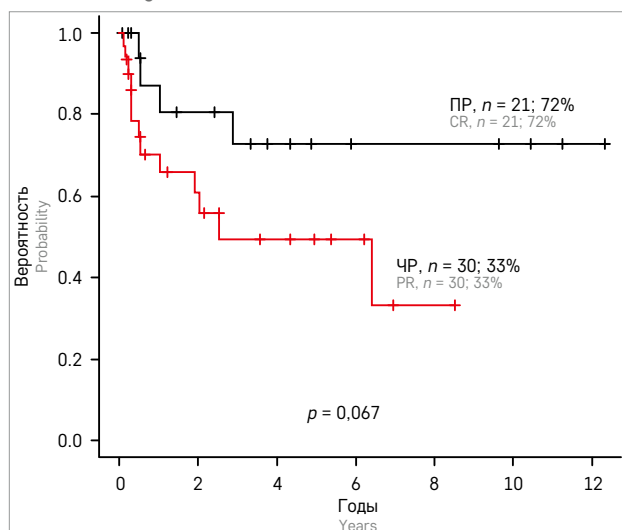 1.0
0.8
0.6
0.4
0.2
0.0
Вероятность
Probability
ПР, n = 21; 72%
CR, n = 21; 72%
ЧР, n = 30; 33%
PR, n = 30; 33%
p = 0,067
0 2 4 6 8 10 12
Годы
Years